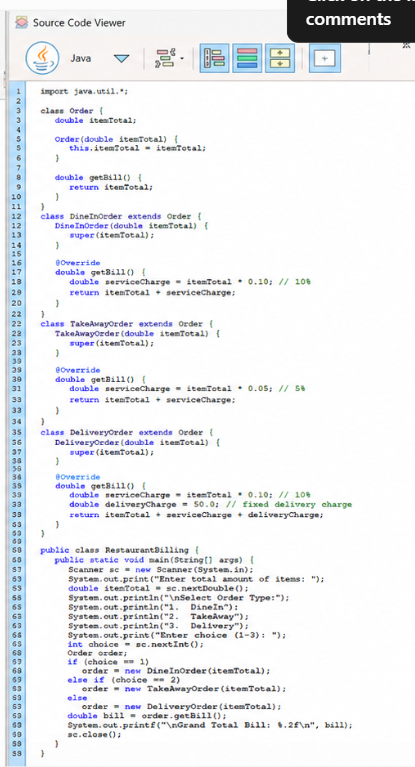 comments
Source Code Viewer
Java
import java.util.*;
class Order {
double itemTotal;
Order(double itemTotal) {
this.itemTotal = itemTotal;
}
double getBill() {
return itemTotal;
}
}
class DineInOrder extends Order {
DineInOrder(double itemTotal) {
super(itemTotal);
}
@Override
double getBill() {
double serviceCharge = itemTotal * 0.10; // 10%
return itemTotal + serviceCharge;
}
}
class TakeAwayOrder extends Order {
TakeAwayOrder(double itemTotal) {
super(itemTotal);
}
@Override
double getBill() {
double serviceCharge = itemTotal * 0.05; // 5%
return itemTotal + serviceCharge;
}
}
class DeliveryOrder extends Order {
DeliveryOrder(double itemTotal) {
super(itemTotal);
}
@Override
double getBill() {
double serviceCharge = itemTotal * 0.10; // 10%
double deliveryCharge = 50.0; // fixed delivery charge
return itemTotal + serviceCharge + deliveryCharge;
}
}
public class RestaurantBilling {
public static void main(String[] args) {
Scanner sc = new Scanner(System.in);
System.out.print("Enter total amount of items: ");
double itemTotal = sc.nextDouble();
System.out.println("\nSelect Order Type:");
System.out.println("1. DineIn");
System.out.println("2. TakeAway");
System.out.println("3. Delivery");
System.out.print("Enter choice (1-3): ");
int choice = sc.nextInt();
Order order;
if (choice == 1)
order = new DineInOrder(itemTotal);
else if (choice == 2)
order = new TakeAwayOrder(itemTotal);
else
order = new DeliveryOrder(itemTotal);
double bill = order.getBill();
System.out.printf("\nGrand Total Bill: %.2f\n", bill);
sc.close();
}
}